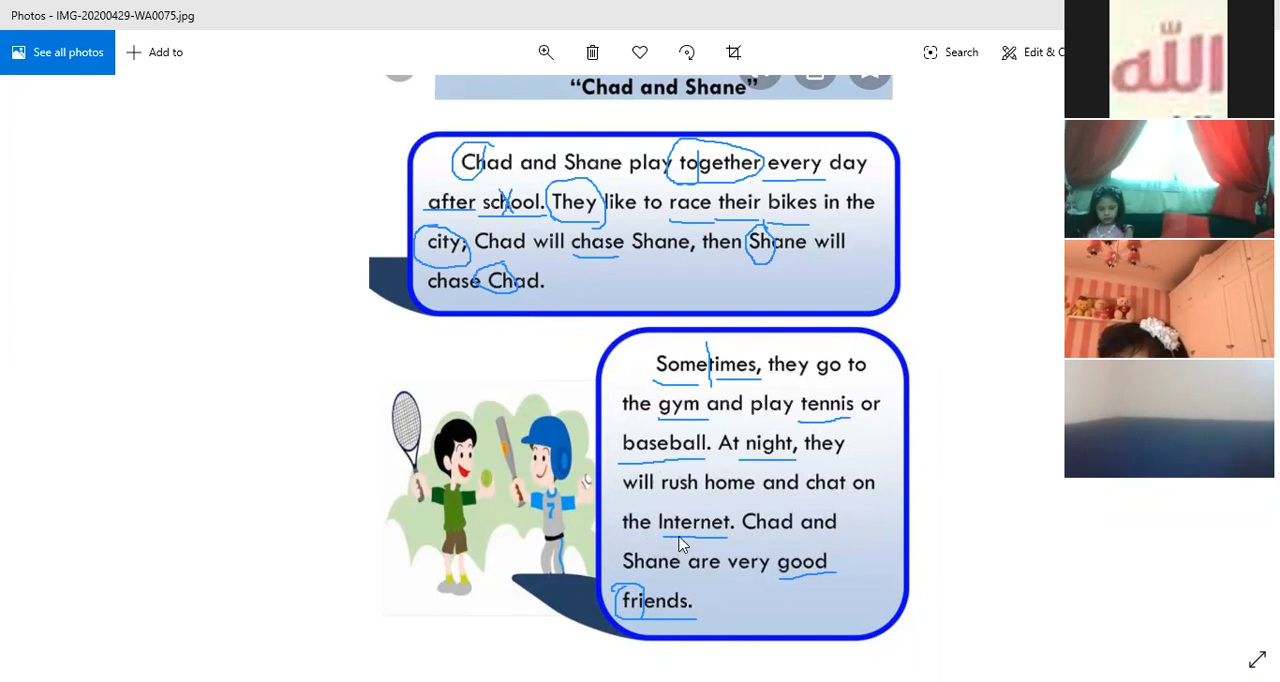 Photos - IMG-20200429-WA0075.jpg
See all photos
Add to
Search
Edit & C
"Chad and Shane"
Chad and Shane play together every day
after school. They like to race their bikes in the
city; Chad will chase Shane, then Shane will
chase Chad.
Sometimes, they go to
the gym and play tennis or
baseball. At night, they
will rush home and chat on
the Internet. Chad and
Shane are very good
friends.
7
الله